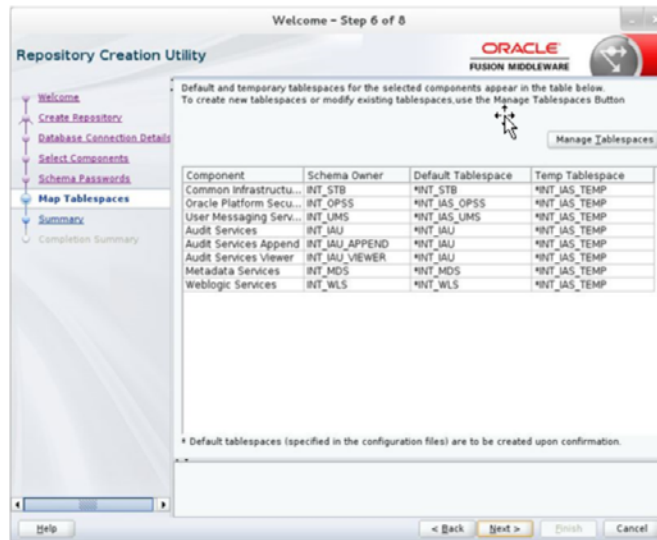 Welcome - Step 6 of 8
Repository Creation Utility
ORACLE
FUSION MIDDLEWARE
Welcome
Create Repository
Database Connection Details
Select Components
Schema Passwords
Map Tablespaces
Summary
Completion Summary
Default and temporary tablespaces for the selected components appear in the table below.
To create new tablespaces or modify existing tablespaces,use the Manage Tablespaces Button
Manage Tablespaces
Component Schema Owner Default Tablespace Temp Tablespace
Common Infrastructu... INT_STB *INT_STB *INT_IAS_TEMP
Oracle Platform Secu... INT_OPSS *INT_IAS_OPSS *INT_IAS_TEMP
User Messaging Serv... INT_UMS *INT_IAS_UMS *INT_IAS_TEMP
Audit Services INT_IAU *INT_IAU *INT_IAS_TEMP
Audit Services Append INT_IAU_APPEND *INT_IAU *INT_IAS_TEMP
Audit Services Viewer INT_IAU_VIEWER *INT_IAU *INT_IAS_TEMP
Metadata Services INT_MDS *INT_MDS *INT_IAS_TEMP
Weblogic Services INT_WLS *INT_WLS *INT_IAS_TEMP
* Default tablespaces (specified in the configuration files) are to be created upon confirmation.
Help < Back Next > Finish Cancel